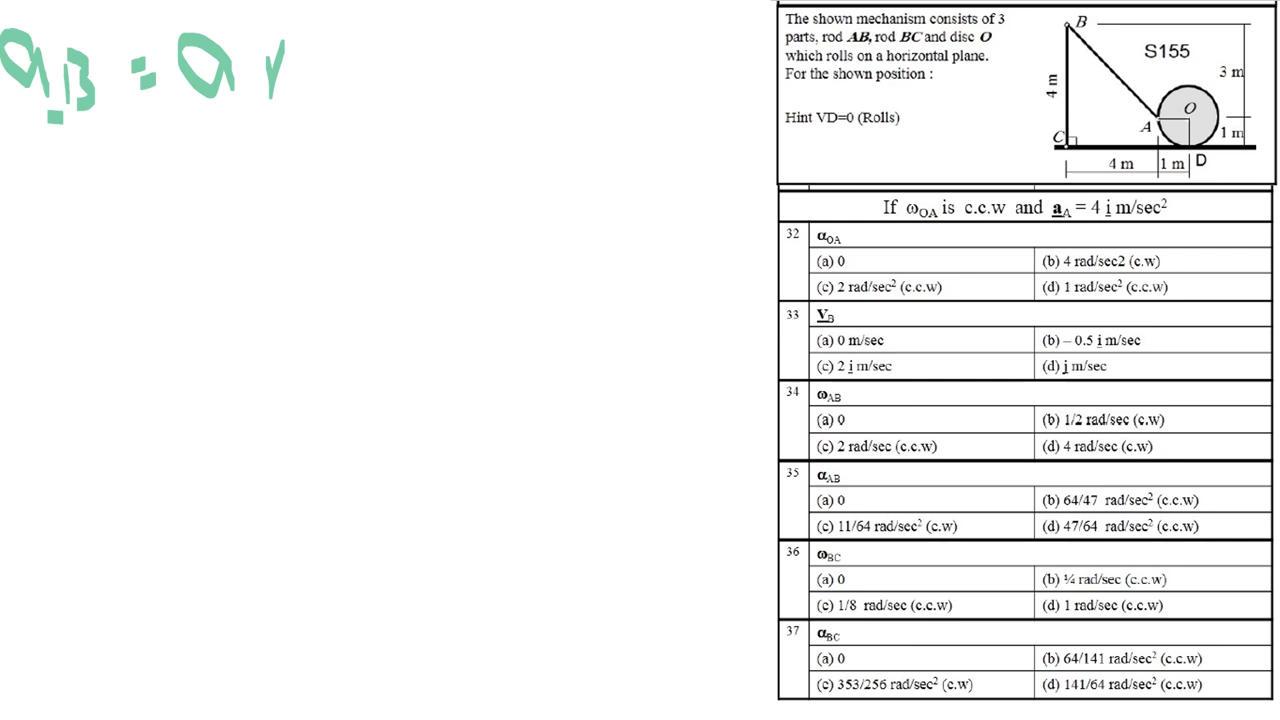 a B = a
The shown mechanism consists of 3
parts, rod AB, rod BC and disc O
which rolls on a horizontal plane.
For the shown position :
Hint VD=0 (Rolls)
B
S155
4 m
3 m
O
A
1 m
C
4 m
1 m
D
If ωOA is c.c.w and aA = 4 i m/sec²
32
αOA
(a) 0
(b) 4 rad/sec2 (c.w)
(c) 2 rad/sec² (c.c.w)
(d) 1 rad/sec² (c.c.w)
33
VB
(a) 0 m/sec
(b) – 0.5 i m/sec
(c) 2 i m/sec
(d) j m/sec
34
ωAB
(a) 0
(b) 1/2 rad/sec (c.w)
(c) 2 rad/sec (c.c.w)
(d) 4 rad/sec (c.w)
35
αAB
(a) 0
(b) 64/47 rad/sec² (c.c.w)
(c) 11/64 rad/sec² (c.w)
(d) 47/64 rad/sec² (c.c.w)
36
ωBC
(a) 0
(b) ¼ rad/sec (c.c.w)
(c) 1/8 rad/sec (c.c.w)
(d) 1 rad/sec (c.c.w)
37
αBC
(a) 0
(b) 64/141 rad/sec² (c.c.w)
(c) 353/256 rad/sec² (c.w)
(d) 141/64 rad/sec² (c.c.w)